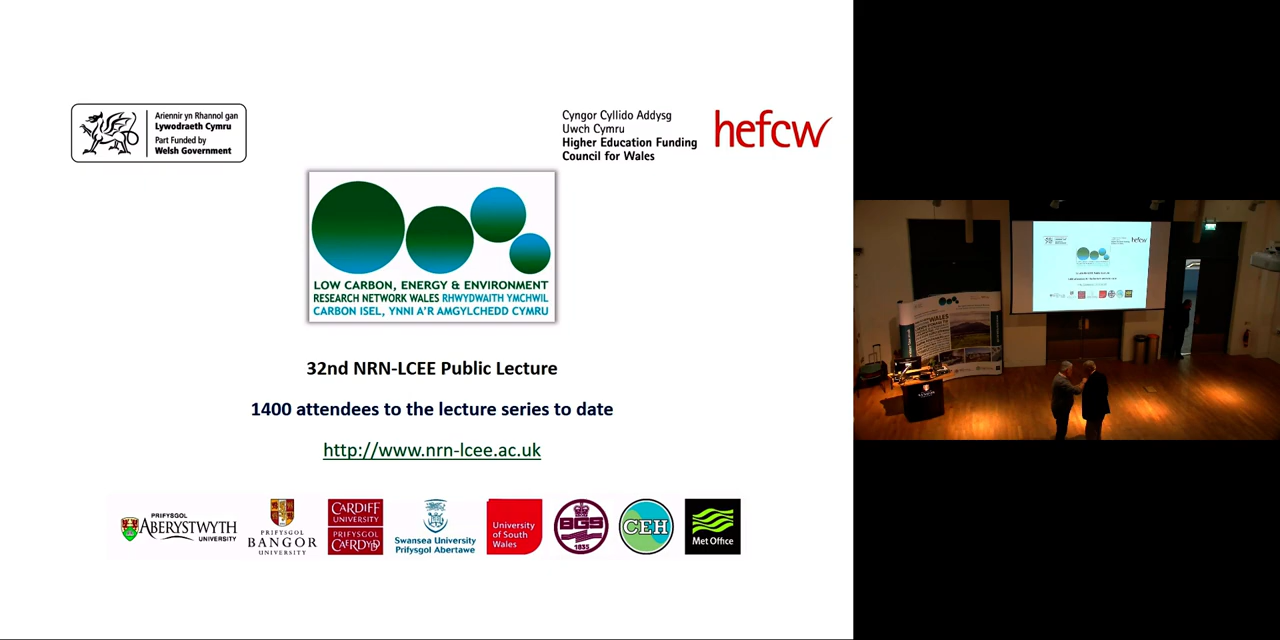 Ariennir yn Rhannol gan
Lywodraeth Cymru
Part Funded by
Welsh Government
Cyngor Cyllido Addysg
Uwch Cymru
Higher Education Funding
Council for Wales
hefcw
LOW CARBON, ENERGY & ENVIRONMENT
RESEARCH NETWORK WALES RHWYDWAITH YMCHWIL
CARBON ISEL, YNNI A'R AMGYLCHEDD CYMRU
32nd NRN-LCEE Public Lecture
1400 attendees to the lecture series to date
http://www.nrn-lcee.ac.uk
PRIFYSGOL
ABERYSTWYTH
UNIVERSITY
PRIFYSGOL
BANGOR
UNIVERSITY
CARDIFF
UNIVERSITY
PRIFYSGOL
CAERDYDD
Swansea University
Prifysgol Abertawe
University
of South
Wales
BGS
1835
CEH
Met Office
hefcw
WALES